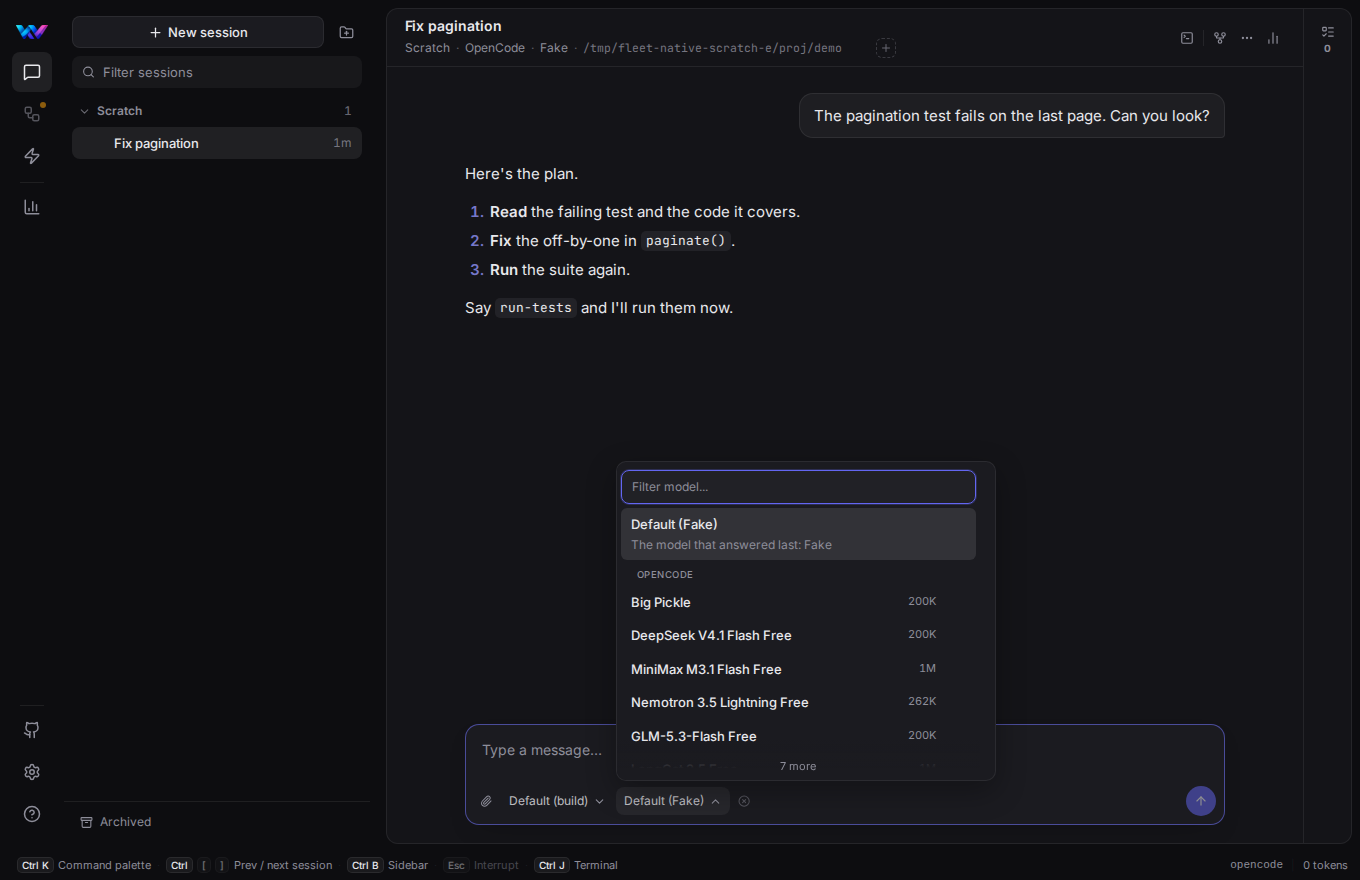 New session
Filter sessions
Scratch 1
Fix pagination 1m
Archived
Fix pagination
Scratch · OpenCode · Fake · /tmp/fleet-native-scratch-e/proj/demo
0
The pagination test fails on the last page. Can you look?
Here's the plan.
1. Read the failing test and the code it covers.
2. Fix the off-by-one in paginate().
3. Run the suite again.
Say run-tests and I'll run them now.
Filter model...
Default (Fake)
The model that answered last: Fake
OPENCODE
Big Pickle 200K
DeepSeek V4.1 Flash Free 200K
MiniMax M3.1 Flash Free 1M
Nemotron 3.5 Lightning Free 262K
GLM-5.3-Flash Free 200K
7 more
Type a message...
Default (build) Default (Fake)
Ctrl K Command palette Ctrl [ ] Prev / next session Ctrl B Sidebar Esc Interrupt Ctrl J Terminal opencode 0 tokens